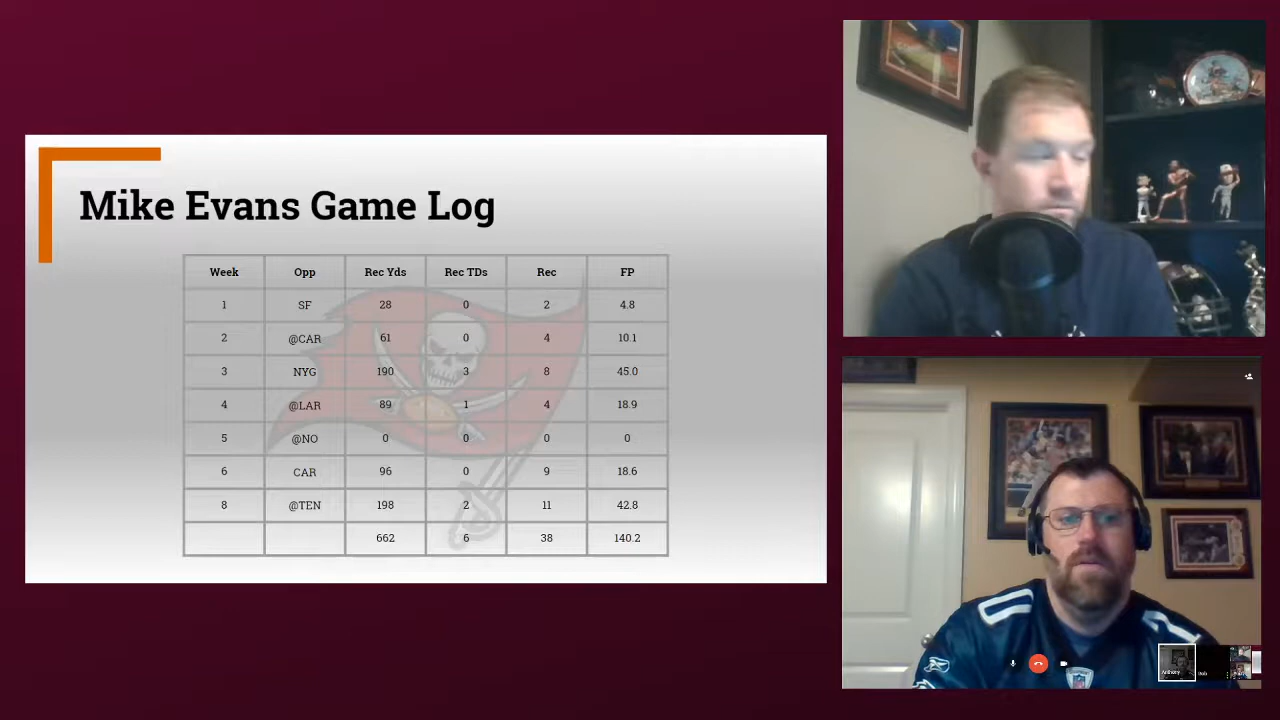 Mike Evans Game Log
Week Opp Rec Yds Rec TDs Rec FP
1 SF 28 0 2 4.8
2 @CAR 61 0 4 10.1
3 NYG 190 3 8 45.0
4 @LAR 89 1 4 18.9
5 @NO 0 0 0 0
6 CAR 96 0 9 18.6
8 @TEN 198 2 11 42.8
662 6 38 140.2
Anthony
Bob